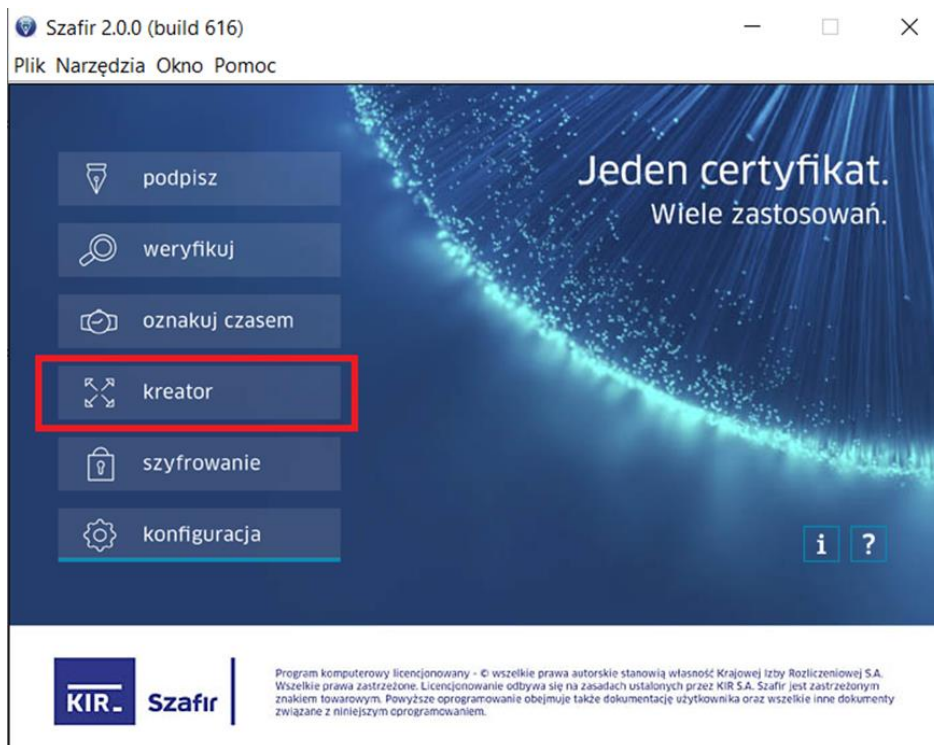 Szafir 2.0.0 (build 616)
Plik Narzędzia Okno Pomoc
Jeden certyfikat.
Wiele zastosowań.
podpisz
weryfikuj
oznakuj czasem
kreator
szyfrowanie
konfiguracja
i ?
KIR Szafir
Program komputerowy licencjonowany - © wszelkie prawa autorskie stanowią własność Krajowej Izby Rozliczeniowej S.A.
Wszelkie prawa zastrzeżone. Licencjonowanie odbywa się na zasadach ustalonych przez KIR S.A. Szafir jest zastrzeżonym
znakiem towarowym. Powyższe oprogramowanie obejmuje także dokumentację użytkownika oraz wszelkie inne dokumenty
związane z niniejszym oprogramowaniem.